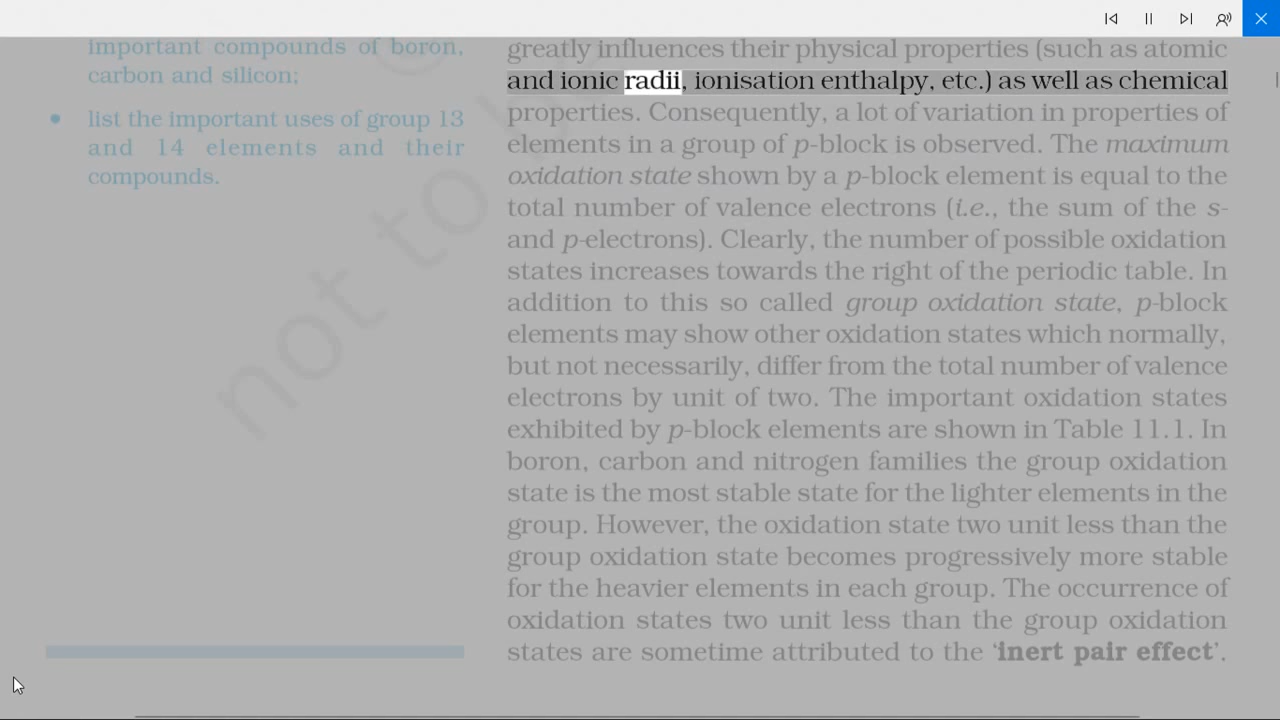 important compounds of boron,
carbon and silicon;
• list the important uses of group 13
and 14 elements and their
compounds.
greatly influences their physical properties (such as atomic
and ionic radii, ionisation enthalpy, etc.) as well as chemical
properties. Consequently, a lot of variation in properties of
elements in a group of p-block is observed. The maximum
oxidation state shown by a p-block element is equal to the
total number of valence electrons (i.e., the sum of the s-
and p-electrons). Clearly, the number of possible oxidation
states increases towards the right of the periodic table. In
addition to this so called group oxidation state, p-block
elements may show other oxidation states which normally,
but not necessarily, differ from the total number of valence
electrons by unit of two. The important oxidation states
exhibited by p-block elements are shown in Table 11.1. In
boron, carbon and nitrogen families the group oxidation
state is the most stable state for the lighter elements in the
group. However, the oxidation state two unit less than the
group oxidation state becomes progressively more stable
for the heavier elements in each group. The occurrence of
oxidation states two unit less than the group oxidation
states are sometime attributed to the ‘inert pair effect’.
not to b
©